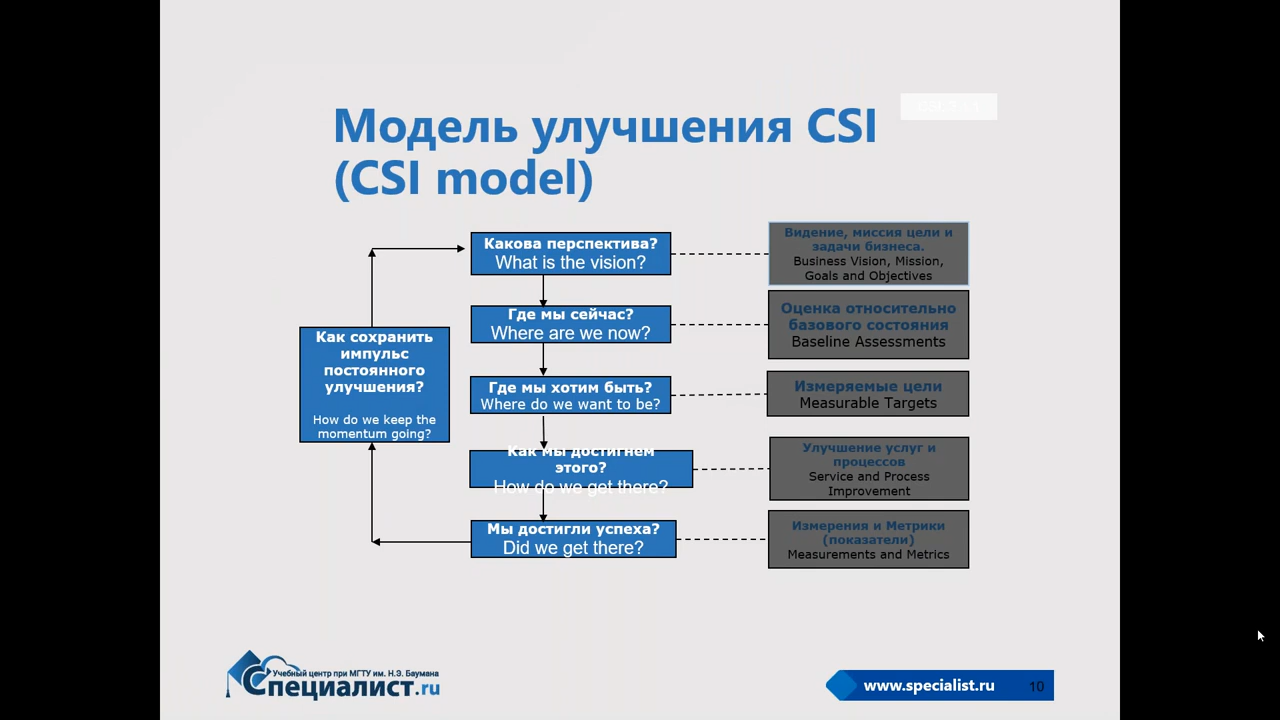 Модель улучшения CSI
(CSI model)
Какова перспектива?
What is the vision?
Видение, миссия цели и
задачи бизнеса.
Business Vision, Mission,
Goals and Objectives
Где мы сейчас?
Where are we now?
Оценка относительно
базового состояния
Baseline Assessments
Как сохранить
импульс
постоянного
улучшения?
How do we keep the
momentum going?
Где мы хотим быть?
Where do we want to be?
Измеряемые цели
Measurable Targets
Как мы достигнем
этого?
How do we get there?
Улучшение услуг и
процессов
Service and Process
Improvement
Мы достигли успеха?
Did we get there?
Измерения и Метрики
(показатели)
Measurements and Metrics
Учебный центр при МГТУ им. Н.Э. Баумана
Специалист.ru
www.specialist.ru
10